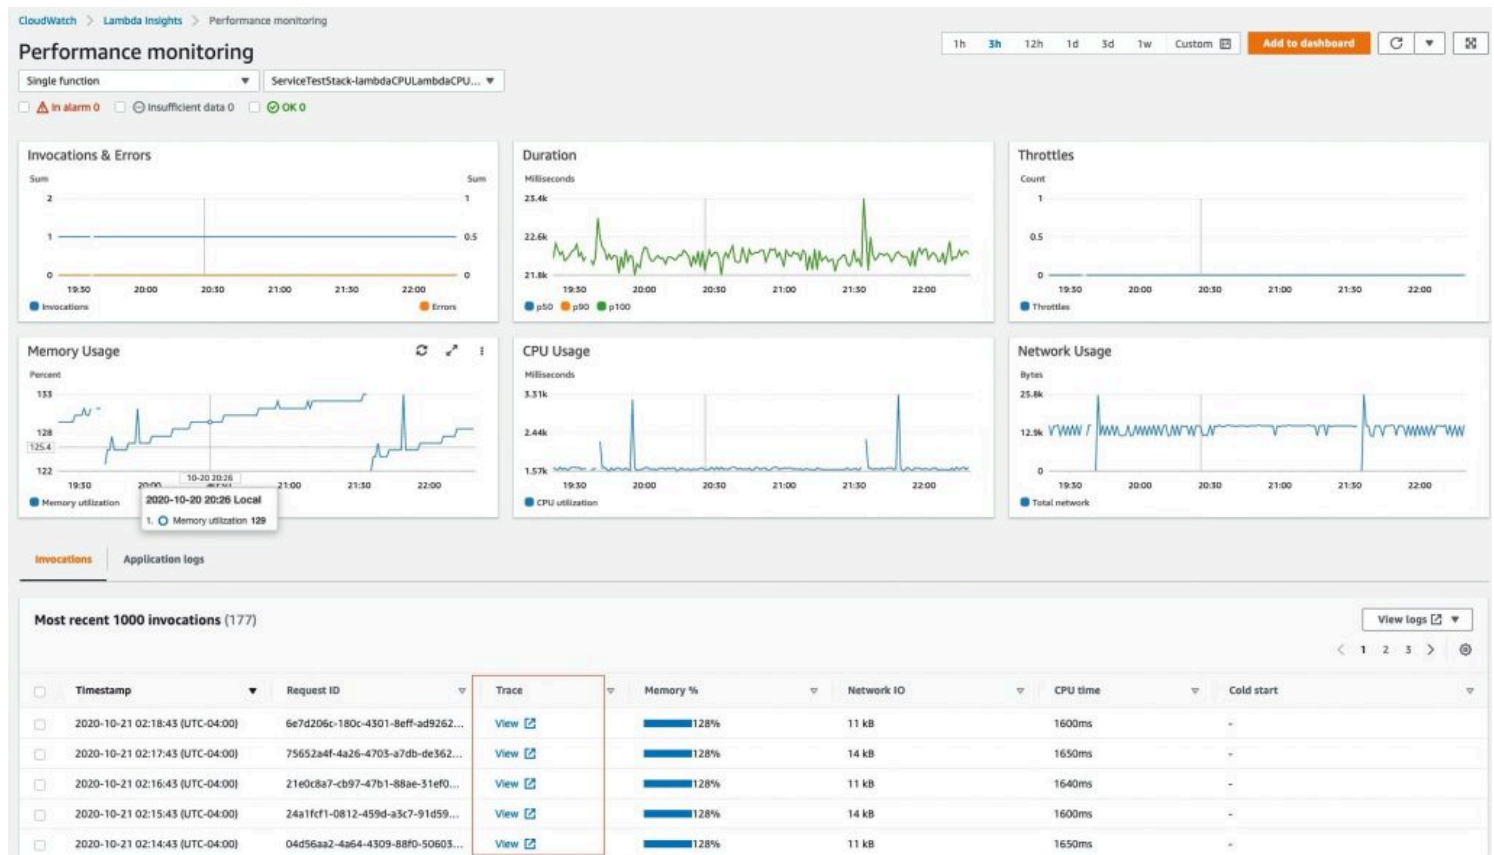 CloudWatch > Lambda Insights > Performance monitoring
Performance monitoring
1h 3h 12h 1d 3d 1w Custom Add to dashboard
Single function ServiceTestStack-lambdaCPULambdaCPU...
In alarm 0 Insufficient data 0 OK 0
Invocations & Errors
Sum Sum
2 1
1 0.5
0 0
19:30 20:00 20:30 21:00 21:30 22:00
Invocations Errors
Duration
Milliseconds
23.4k
22.6k
21.8k
19:30 20:00 20:30 21:00 21:30 22:00
p50 p90 p100
Throttles
Count
1
0.5
0
19:30 20:00 20:30 21:00 21:30 22:00
Throttles
Memory Usage
Percent
133
128
125.4
122
10-20 20:26
19:30 20:00 21:00 21:30 22:00
Memory utilization
2020-10-20 20:26 Local
1. Memory utilization 129
CPU Usage
Milliseconds
3.31k
2.44k
1.57k
19:30 20:00 20:30 21:00 21:30 22:00
CPU utilization
Network Usage
Bytes
25.8k
12.9k
0
19:30 20:00 20:30 21:00 21:30 22:00
Total network
Invocations Application logs
Most recent 1000 invocations (177) View logs
1 2 3
Timestamp Request ID Trace Memory % Network IO CPU time Cold start
2020-10-21 02:18:43 (UTC-04:00) 6e7d206c-180c-4301-8eff-ad9262... View 128% 11 kB 1600ms -
2020-10-21 02:17:43 (UTC-04:00) 75652a4f-4a26-4703-a7db-de362... View 128% 14 kB 1650ms -
2020-10-21 02:16:43 (UTC-04:00) 21e0c8a7-cb97-47b1-88ae-31ef0... View 128% 11 kB 1640ms -
2020-10-21 02:15:43 (UTC-04:00) 24a1fcf1-0812-459d-a3c7-91d59... View 128% 14 kB 1600ms -
2020-10-21 02:14:43 (UTC-04:00) 04d56aa2-4a64-4309-88f0-50603... View 128% 11 kB 1650ms -